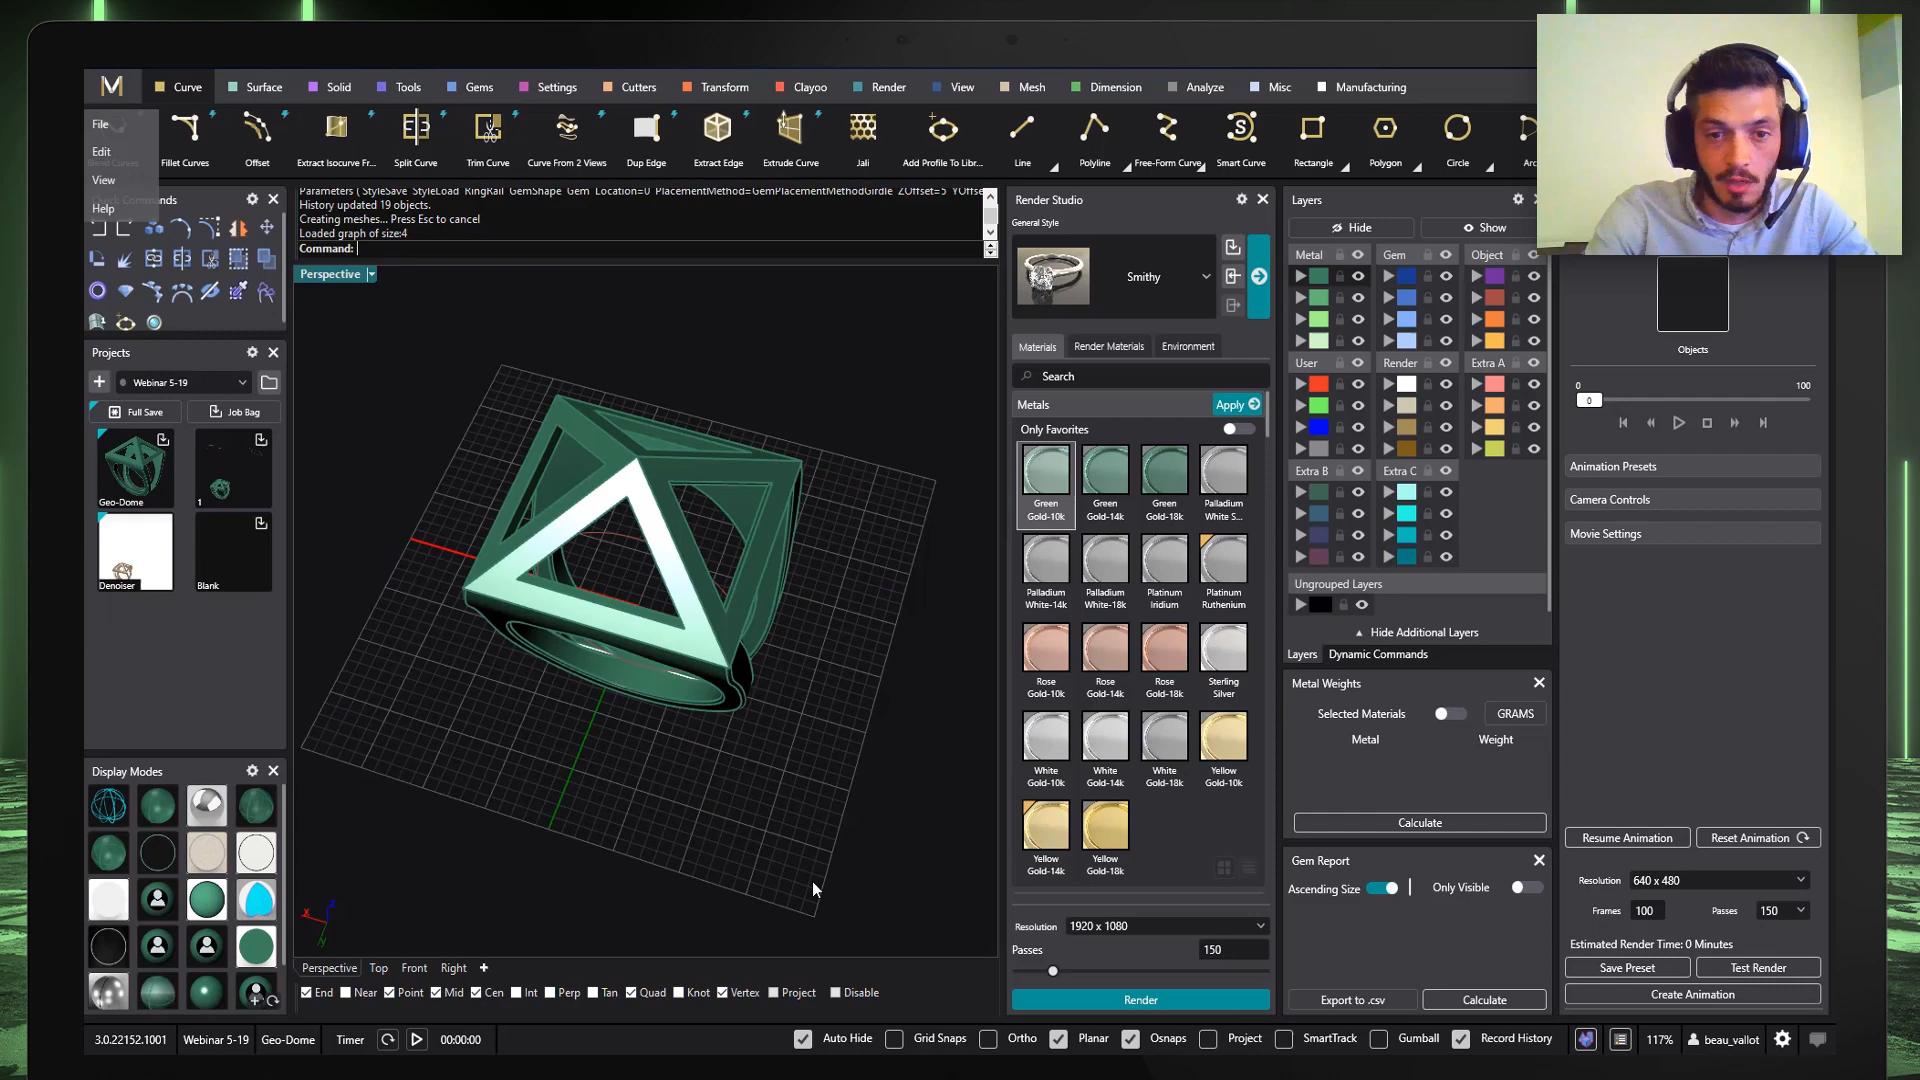 Curve Surface Solid Tools Gems Settings Cutters Transform Clayoo Render View Mesh Dimension Analyze Misc Manufacturing
File
Edit
View
Help
Fillet Curves Offset Extract Isocurve Fr... Split Curve Trim Curve Curve From 2 Views Dup Edge Extract Edge Extrude Curve Jali Add Profile To Libr... Line Polyline Free-Form Curve Smart Curve Rectangle Polygon Circle
Parameters ( StyleSave StyleLoad RingRail GemShape Gem Location=0 PlacementMethod=GemPlacementMethodGirdle ZOffset=5
History updated 19 objects.
Creating meshes... Press Esc to cancel
Loaded graph of size:4
Command:
Perspective
Projects
Webinar 5-19
Full Save Job Bag
Geo-Dome 1
Denoiser Blank
Display Modes
Perspective Top Front Right
End Near Point Mid Cen Int Perp Tan Quad Knot Vertex Project Disable
Render Studio
General Style
Smithy
Materials Render Materials Environment
Search
Metals Apply
Only Favorites
Green Gold-10k Green Gold-14k Green Gold-18k Palladium White S...
Palladium White-14k Palladium White-18k Platinum Iridium Platinum Ruthenium
Rose Gold-10k Rose Gold-14k Rose Gold-18k Sterling Silver
White Gold-10k White Gold-14k White Gold-18k Yellow Gold-10k
Yellow Gold-14k Yellow Gold-18k
Resolution 1920 x 1080
Passes 150
Render
Layers
Hide Show
Metal Gem Object
User Render Extra A
Extra B Extra C
Ungrouped Layers
Hide Additional Layers
Layers Dynamic Commands
Metal Weights
Selected Materials GRAMS
Metal Weight
Calculate
Gem Report
Ascending Size Only Visible
Export to .csv Calculate
Objects
0 100
0
Animation Presets
Camera Controls
Movie Settings
Resume Animation Reset Animation
Resolution 640 x 480
Frames 100 Passes 150
Estimated Render Time: 0 Minutes
Save Preset Test Render
Create Animation
3.0.22152.1001 Webinar 5-19 Geo-Dome Timer 00:00:00 Auto Hide Grid Snaps Ortho Planar Osnaps Project SmartTrack Gumball Record History 117% beau_vallot